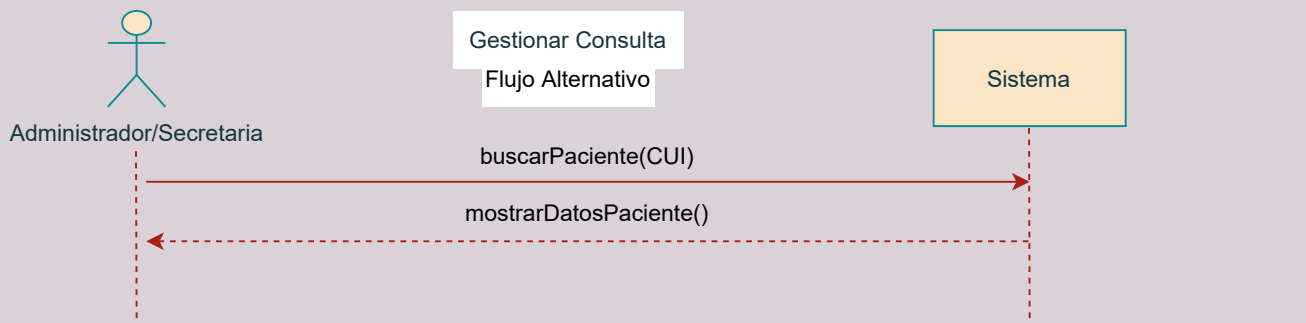 Gestionar Consulta
Flujo Alternativo
Sistema
Administrador/Secretaria
buscarPaciente(CUI)
mostrarDatosPaciente()